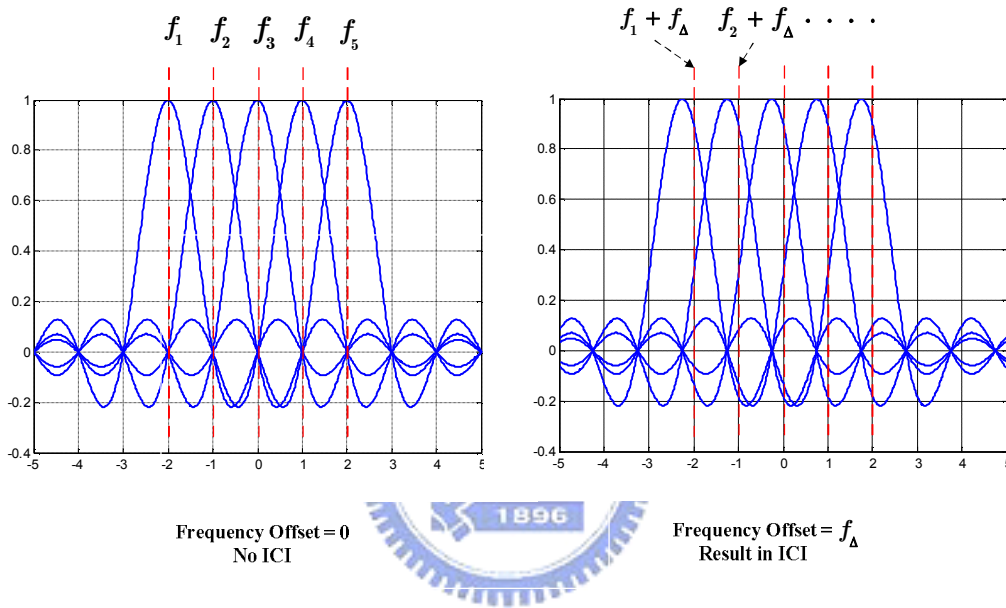 f₁ f₂ f₃ f₄ f₅
1
0.8
0.6
0.4
0.2
0
-0.2
-0.4
-5 -4 -3 -2 -1 0 1 2 3 4 5
Frequency Offset = 0
No ICI
f₁ + f_Δ f₂ + f_Δ · · · ·
1
0.8
0.6
0.4
0.2
0
-0.2
-0.4
-5 -4 -3 -2 -1 0 1 2 3 4 5
Frequency Offset = f_Δ
Result in ICI
1896